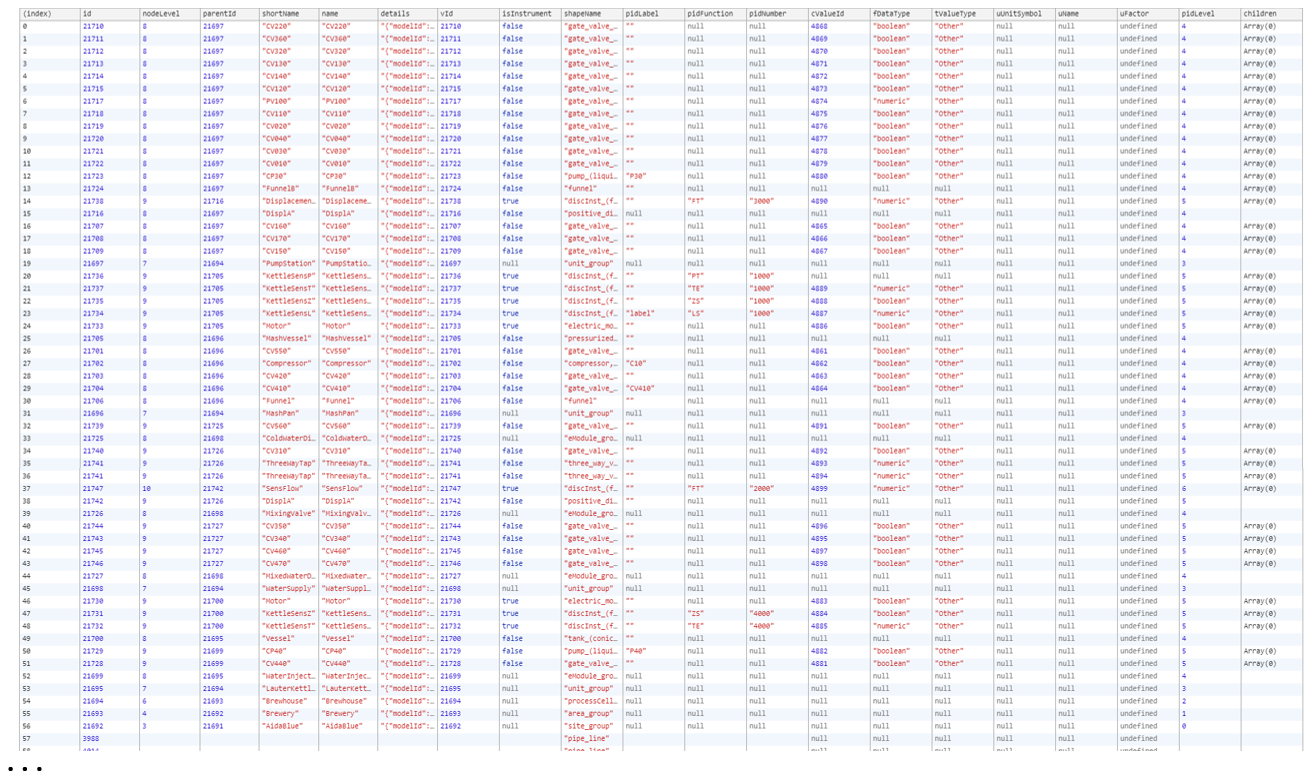 (index) id nodeLevel parentId shortName name details vId isInstrument shapeName pidLabel pidFunction pidNumber cValueId fDataType tValueType uUnitSymbol uName uFactor pidLevel children
0 21710 8 21697 "CV220" "CV220" "{"modelId":… 21710 false "gate_valve_… "" null null 4868 "boolean" "Other" null null undefined 4 Array(0)
1 21711 8 21697 "CV360" "CV360" "{"modelId":… 21711 false "gate_valve_… "" null null 4869 "boolean" "Other" null null undefined 4 Array(0)
2 21712 8 21697 "CV320" "CV320" "{"modelId":… 21712 false "gate_valve_… "" null null 4870 "boolean" "Other" null null undefined 4 Array(0)
3 21713 8 21697 "CV130" "CV130" "{"modelId":… 21713 false "gate_valve_… "" null null 4871 "boolean" "Other" null null undefined 4 Array(0)
4 21714 8 21697 "CV140" "CV140" "{"modelId":… 21714 false "gate_valve_… "" null null 4872 "boolean" "Other" null null undefined 4 Array(0)
5 21715 8 21697 "CV120" "CV120" "{"modelId":… 21715 false "gate_valve_… "" null null 4873 "boolean" "Other" null null undefined 4 Array(0)
6 21717 8 21697 "PV100" "PV100" "{"modelId":… 21717 false "gate_valve_… "" null null 4874 "numeric" "Other" null null undefined 4 Array(0)
7 21718 8 21697 "CV110" "CV110" "{"modelId":… 21718 false "gate_valve_… "" null null 4875 "boolean" "Other" null null undefined 4 Array(0)
8 21719 8 21697 "CV020" "CV020" "{"modelId":… 21719 false "gate_valve_… "" null null 4876 "boolean" "Other" null null undefined 4 Array(0)
9 21720 8 21697 "CV040" "CV040" "{"modelId":… 21720 false "gate_valve_… "" null null 4877 "boolean" "Other" null null undefined 4 Array(0)
10 21721 8 21697 "CV030" "CV030" "{"modelId":… 21721 false "gate_valve_… "" null null 4878 "boolean" "Other" null null undefined 4 Array(0)
11 21722 8 21697 "CV010" "CV010" "{"modelId":… 21722 false "gate_valve_… "" null null 4879 "boolean" "Other" null null undefined 4 Array(0)
12 21723 8 21697 "CP30" "CP30" "{"modelId":… 21723 false "pump_(liqui… "P30" null null 4880 "boolean" "Other" null null undefined 4 Array(0)
13 21724 8 21697 "FunnelB" "FunnelB" "{"modelId":… 21724 false "funnel" "" null null null null null null null undefined 4 Array(0)
14 21738 9 21716 "Displacemen… "Displaceme… "{"modelId":… 21738 true "discInst_(f… "" "FT" "3000" 4890 "numeric" "Other" null null undefined 5 Array(0)
15 21716 8 21697 "DisplA" "DisplA" "{"modelId":… 21716 false "positive_di… null null null null null null null null undefined 4
16 21707 8 21697 "CV160" "CV160" "{"modelId":… 21707 false "gate_valve_… "" null null 4865 "boolean" "Other" null null undefined 4 Array(0)
17 21708 8 21697 "CV170" "CV170" "{"modelId":… 21708 false "gate_valve_… "" null null 4866 "boolean" "Other" null null undefined 4 Array(0)
18 21709 8 21697 "CV150" "CV150" "{"modelId":… 21709 false "gate_valve_… "" null null 4867 "boolean" "Other" null null undefined 4 Array(0)
19 21697 7 21694 "PumpStation" "PumpStatio… "{"modelId":… 21697 null "unit_group" null null null null null null null null undefined 3
20 21736 9 21705 "KettleSensP" "KettleSens… "{"modelId":… 21736 true "discInst_(f… "" "PT" "1000" null null null null null undefined 5 Array(0)
21 21737 9 21705 "KettleSensT" "KettleSens… "{"modelId":… 21737 true "discInst_(f… "" "TE" "1000" 4889 "numeric" "Other" null null undefined 5 Array(0)
22 21735 9 21705 "KettleSensZ" "KettleSens… "{"modelId":… 21735 true "discInst_(f… "" "ZS" "1000" 4888 "boolean" "Other" null null undefined 5 Array(0)
23 21734 9 21705 "KettleSensL" "KettleSens… "{"modelId":… 21734 true "discInst_(f… "label" "LS" "1000" 4887 "numeric" "Other" null null undefined 5 Array(0)
24 21733 9 21705 "Motor" "Motor" "{"modelId":… 21733 true "electric_mo… "" null null 4886 "boolean" "Other" null null undefined 5 Array(0)
25 21705 8 21696 "MashVessel" "MashVessel" "{"modelId":… 21705 false "pressurized… "" null null null null null null null undefined 4
26 21701 8 21696 "CV550" "CV550" "{"modelId":… 21701 false "gate_valve_… "" null null 4861 "boolean" "Other" null null undefined 4 Array(0)
27 21702 8 21696 "Compressor" "Compressor" "{"modelId":… 21702 false "compressor,… "C10" null null 4862 "boolean" "Other" null null undefined 4 Array(0)
28 21703 8 21696 "CV420" "CV420" "{"modelId":… 21703 false "gate_valve_… "" null null 4863 "boolean" "Other" null null undefined 4 Array(0)
29 21704 8 21696 "CV410" "CV410" "{"modelId":… 21704 false "gate_valve_… "CV410" null null 4864 "boolean" "Other" null null undefined 4 Array(0)
30 21706 8 21696 "Funnel" "Funnel" "{"modelId":… 21706 false "funnel" "" null null null null null null null undefined 4 Array(0)
31 21696 7 21694 "MashPan" "MashPan" "{"modelId":… 21696 null "unit_group" null null null null null null null null undefined 3
32 21739 9 21725 "CV560" "CV560" "{"modelId":… 21739 false "gate_valve_… "" null null 4891 "boolean" "Other" null null undefined 5 Array(0)
33 21725 8 21698 "ColdWaterDi… "ColdWaterD… "{"modelId":… 21725 null "eModule_gro… null null null null null null null null undefined 4
34 21740 9 21726 "CV310" "CV310" "{"modelId":… 21740 false "gate_valve_… "" null null 4892 "boolean" "Other" null null undefined 5 Array(0)
35 21741 9 21726 "ThreeWayTap" "ThreeWayTa… "{"modelId":… 21741 false "three_way_v… "" null null 4893 "numeric" "Other" null null undefined 5 Array(0)
36 21741 9 21726 "ThreeWayTap" "ThreeWayTa… "{"modelId":… 21741 false "three_way_v… "" null null 4894 "numeric" "Other" null null undefined 5 Array(0)
37 21747 10 21742 "SensFlow" "SensFlow" "{"modelId":… 21747 true "discInst_(f… "" "FT" "2000" 4899 "numeric" "Other" null null undefined 6 Array(0)
38 21742 9 21726 "DisplA" "DisplA" "{"modelId":… 21742 false "positive_di… "" null null null null null null null undefined 5
39 21726 8 21698 "MixingValve" "MixingValv… "{"modelId":… 21726 null "eModule_gro… null null null null null null null null undefined 4
40 21744 9 21727 "CV350" "CV350" "{"modelId":… 21744 false "gate_valve_… "" null null 4896 "boolean" "Other" null null undefined 5 Array(0)
41 21743 9 21727 "CV340" "CV340" "{"modelId":… 21743 false "gate_valve_… "" null null 4895 "boolean" "Other" null null undefined 5 Array(0)
42 21745 9 21727 "CV460" "CV460" "{"modelId":… 21745 false "gate_valve_… "" null null 4897 "boolean" "Other" null null undefined 5 Array(0)
43 21746 9 21727 "CV470" "CV470" "{"modelId":… 21746 false "gate_valve_… "" null null 4898 "boolean" "Other" null null undefined 5 Array(0)
44 21727 8 21698 "MixedWaterD… "MixedWater… "{"modelId":… 21727 null "eModule_gro… null null null null null null null null undefined 4
45 21698 7 21694 "WaterSupply" "WaterSuppl… "{"modelId":… 21698 null "unit_group" null null null null null null null null undefined 3
46 21730 9 21700 "Motor" "Motor" "{"modelId":… 21730 true "electric_mo… "" null null 4883 "boolean" "Other" null null undefined 5 Array(0)
47 21731 9 21700 "KettleSensZ" "KettleSens… "{"modelId":… 21731 true "discInst_(f… "" "ZS" "4000" 4884 "boolean" "Other" null null undefined 5 Array(0)
48 21732 9 21700 "KettleSensT" "KettleSens… "{"modelId":… 21732 true "discInst_(f… "" "TE" "4000" 4885 "numeric" "Other" null null undefined 5 Array(0)
49 21700 8 21695 "Vessel" "Vessel" "{"modelId":… 21700 false "tank_(conic… "" null null null null null null null undefined 4
50 21729 9 21699 "CP40" "CP40" "{"modelId":… 21729 false "pump_(liqui… "P40" null null 4882 "boolean" "Other" null null undefined 5 Array(0)
51 21728 9 21699 "CV440" "CV440" "{"modelId":… 21728 false "gate_valve_… "" null null 4881 "boolean" "Other" null null undefined 5 Array(0)
52 21699 8 21695 "WaterInject… "WaterInjec… "{"modelId":… 21699 null "eModule_gro… null null null null null null null null undefined 4
53 21695 7 21694 "LauterKettl… "LauterKett… "{"modelId":… 21695 null "unit_group" null null null null null null null null undefined 3
54 21694 6 21693 "Brewhouse" "Brewhouse" "{"modelId":… 21694 null "processCell… null null null null null null null null undefined 2
55 21693 4 21692 "Brewery" "Brewery" "{"modelId":… 21693 null "area_group" null null null null null null null null undefined 1
56 21692 3 21691 "AidaBlue" "AidaBlue" "{"modelId":… 21692 null "site_group" null null null null null null null null undefined 0
57 3988 "pipe_line" null null null null null undefined
...